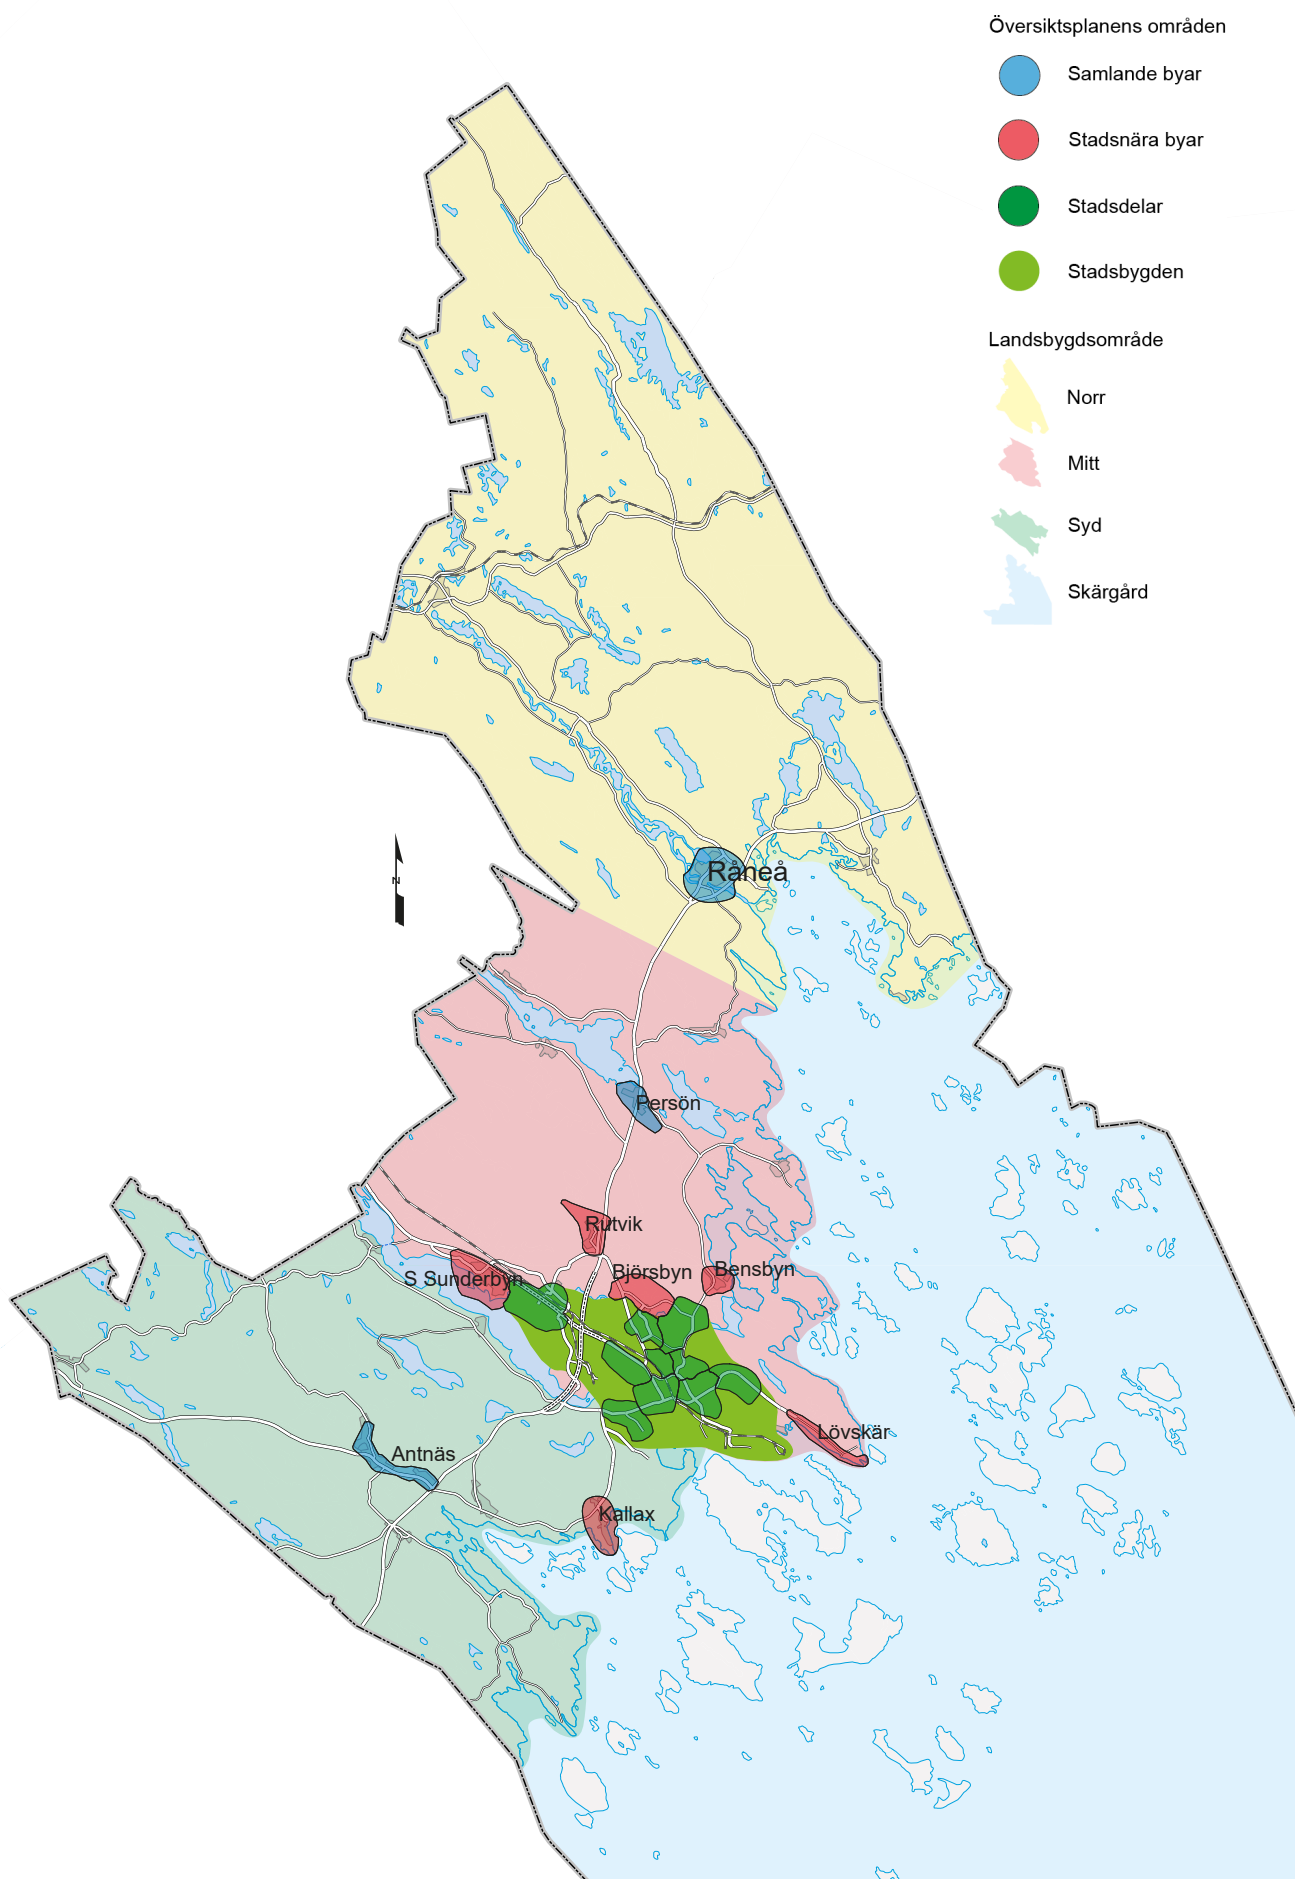 Översiktsplanens områden
Samlande byar
Stadsnära byar
Stadsdelar
Stadsbygden
Landsbygdsområde
Norr
Mitt
Syd
Skärgård
Råneå
N
Persön
Rutvik
Björsbyn
Bensbyn
S Sunderbyn
Lövskär
Antnäs
Kallax